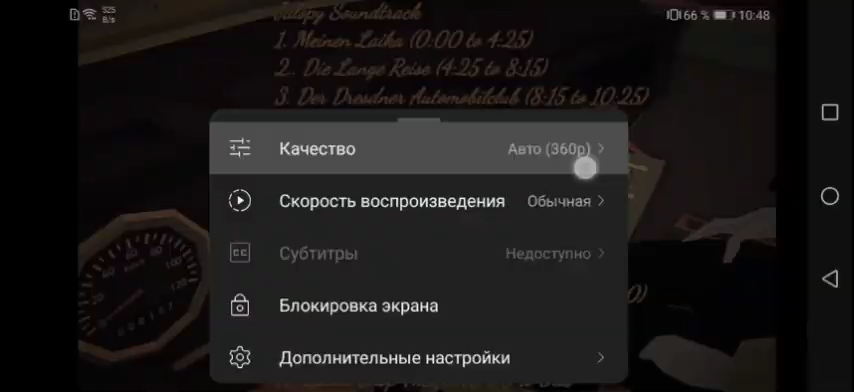 525
B/s
66 %
10:48
Jalopy Soundtrack
1. Meinen Laika (0:00 to 4:25)
2. Die Lange Reise (4:25 to 8:15)
3. Der Dresdner Automobilclub (8:15 to 10:25)
Качество
Авто (360p)
Скорость воспроизведения
Обычная
CC
Субтитры
Недоступно
Блокировка экрана
Дополнительные настройки